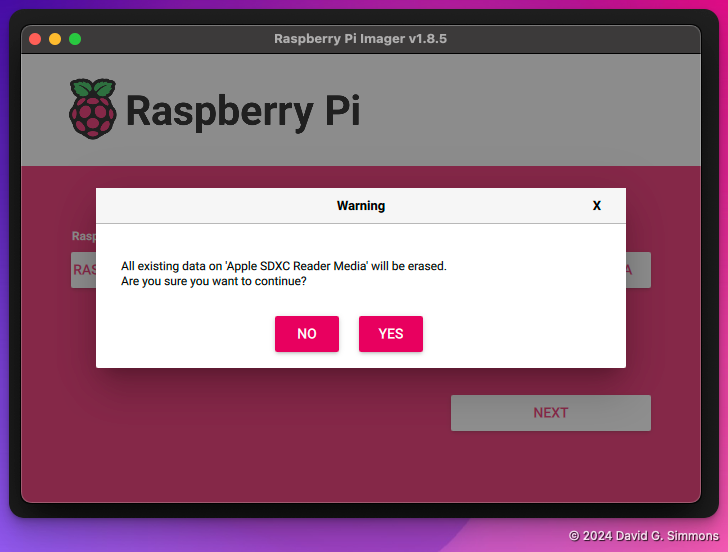 Raspberry Pi Imager v1.8.5
Raspberry Pi
Warning
X
Rasp
RAS
A
All existing data on 'Apple SDXC Reader Media' will be erased.
Are you sure you want to continue?
NO YES
NEXT
© 2024 David G. Simmons